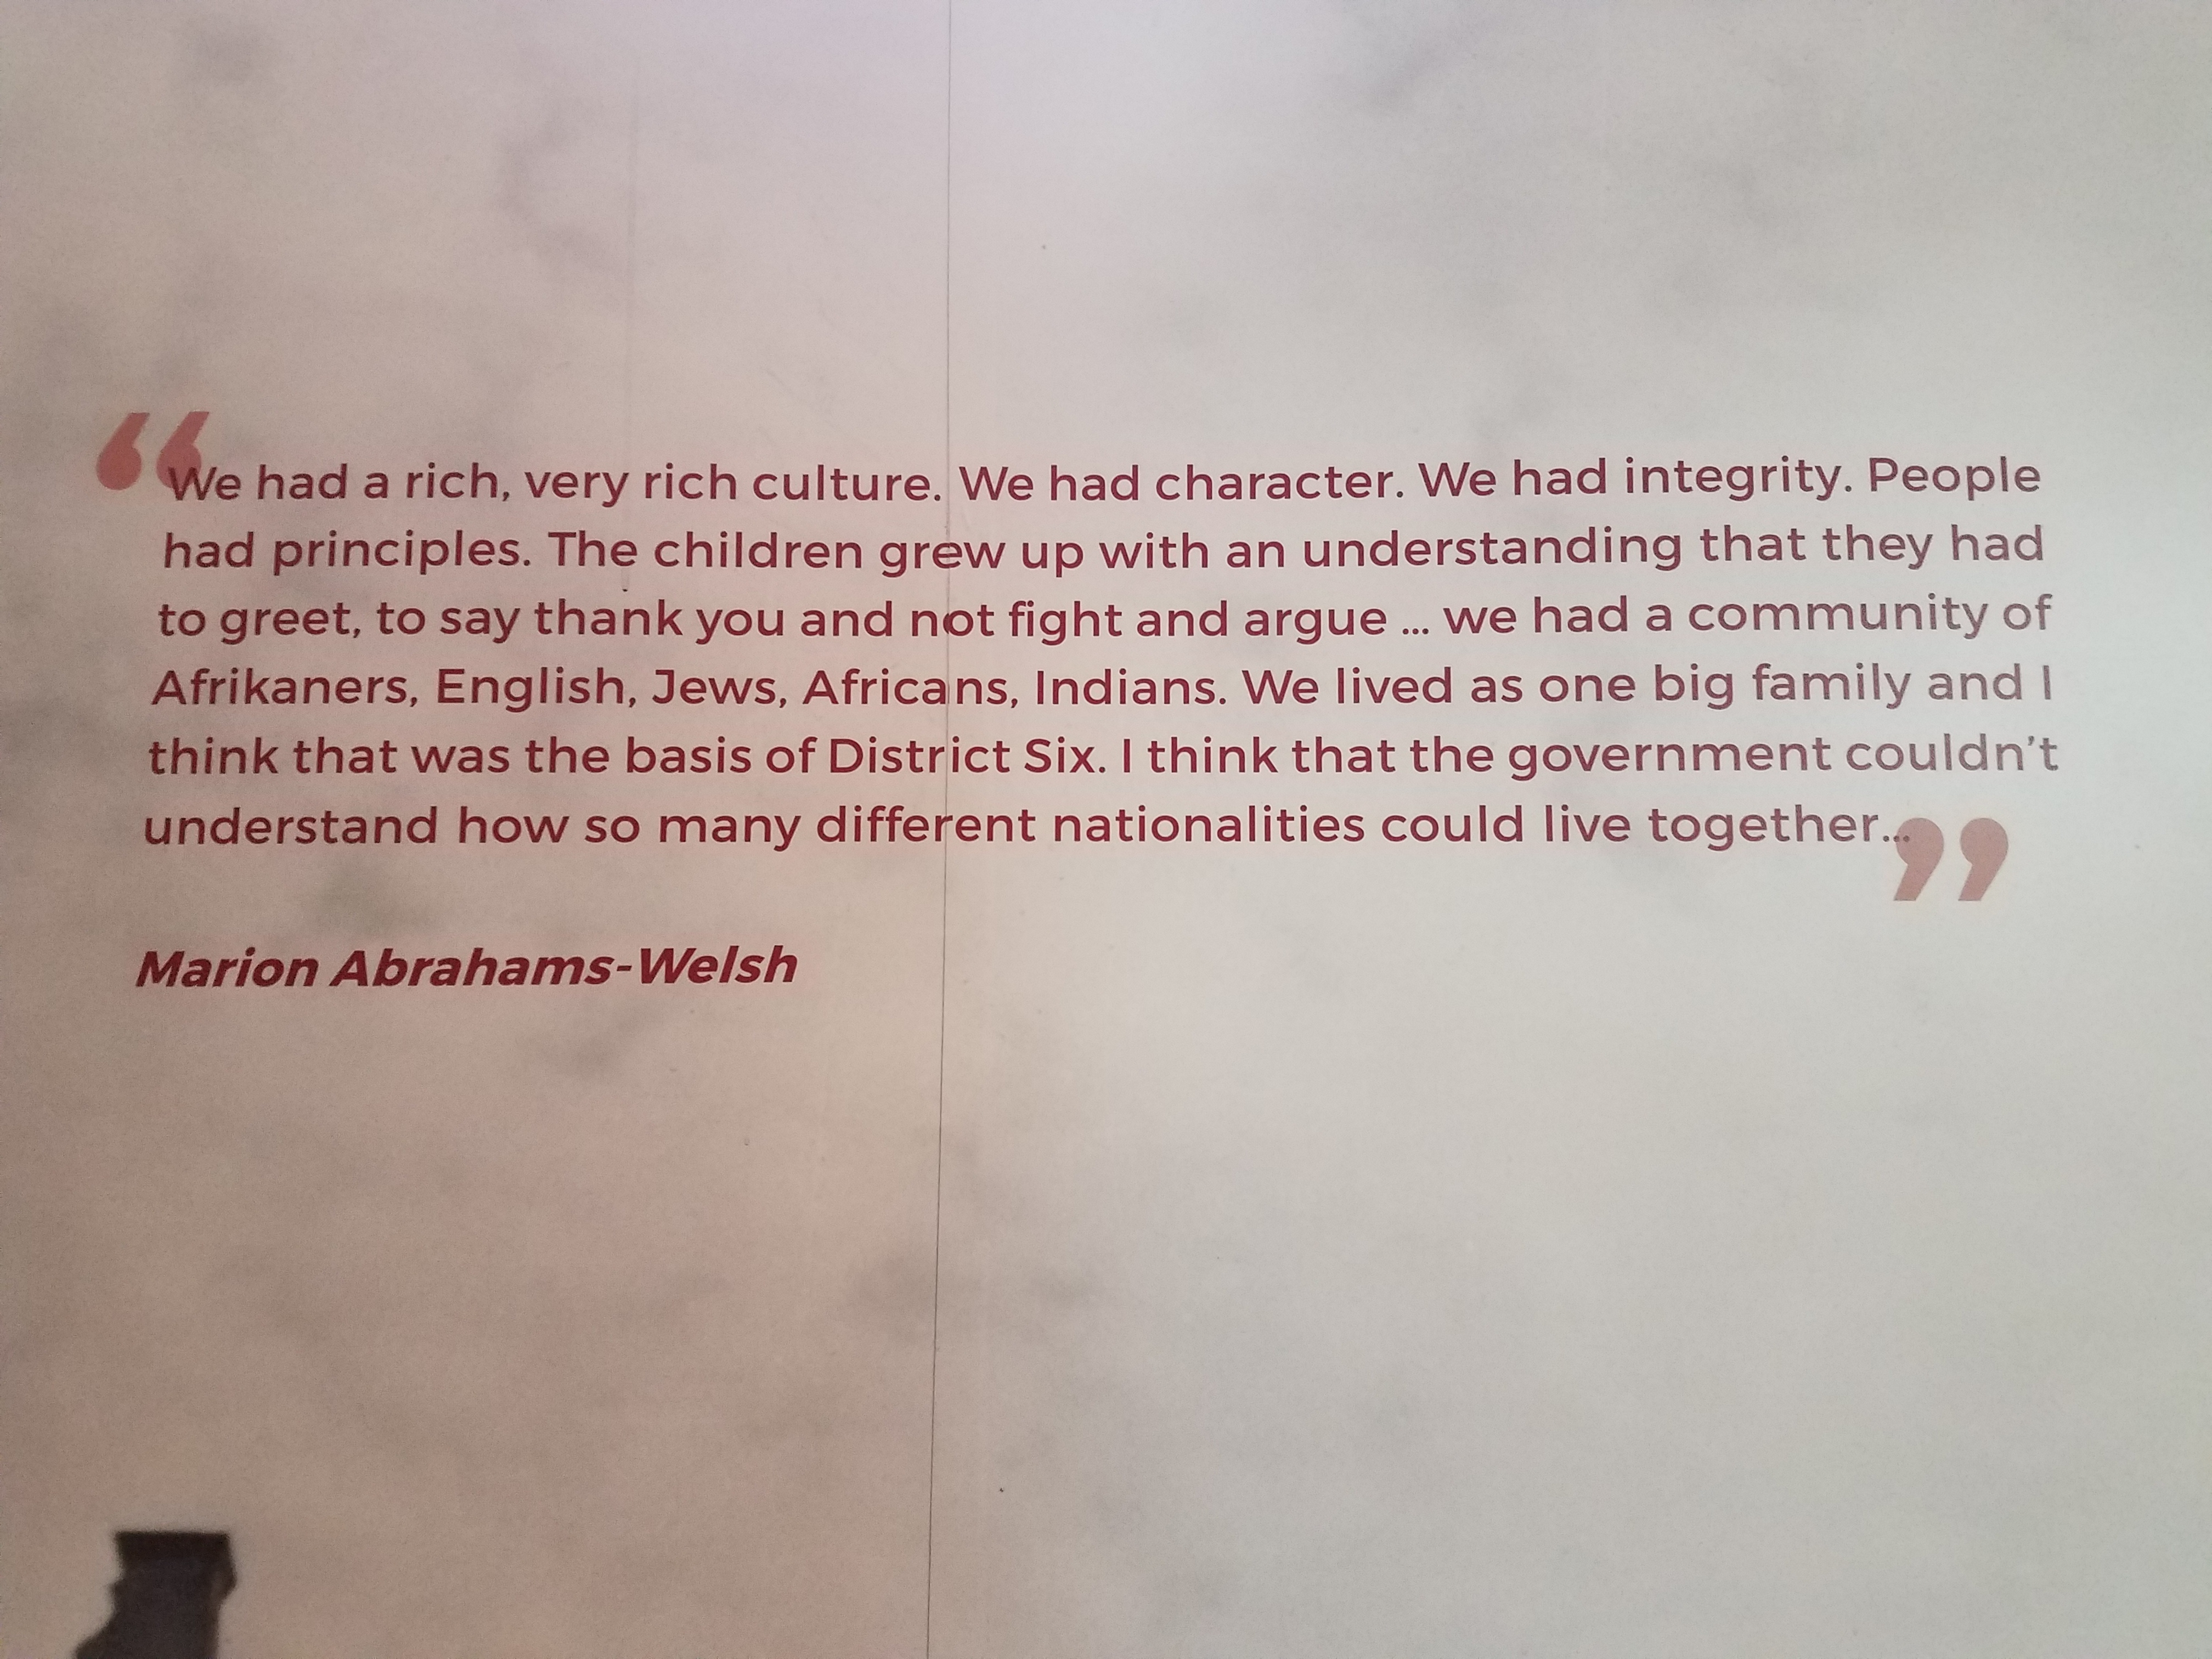 “We had a rich, very rich culture. We had character. We had integrity. People
had principles. The children grew up with an understanding that they had
to greet, to say thank you and not fight and argue ... we had a community of
Afrikaners, English, Jews, Africans, Indians. We lived as one big family and I
think that was the basis of District Six. I think that the government couldn’t
understand how so many different nationalities could live together...”
Marion Abrahams-Welsh